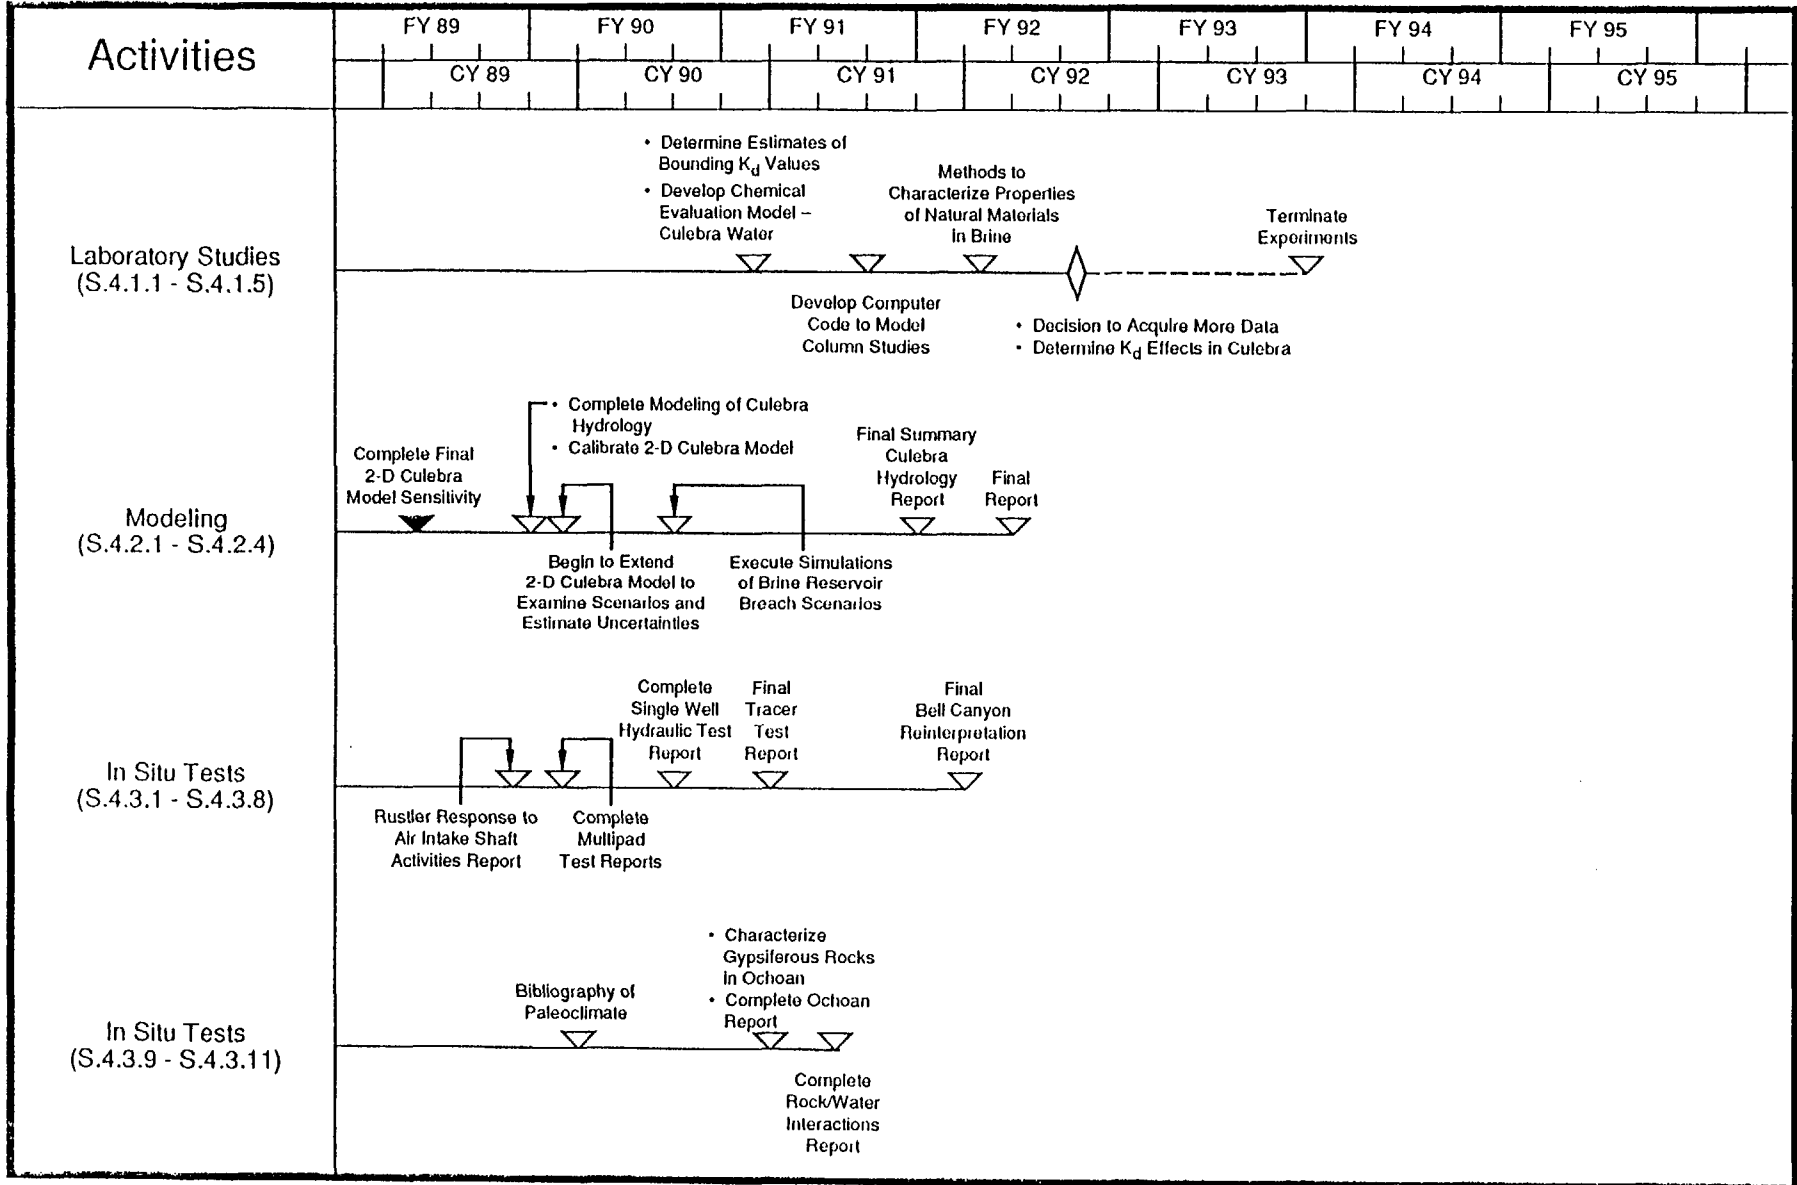 Activities
FY 89
FY 90
FY 91
FY 92
FY 93
FY 94
FY 95
CY 89
CY 90
CY 91
CY 92
CY 93
CY 94
CY 95
Laboratory Studies
(S.4.1.1 - S.4.1.5)
• Determine Estimates of
Bounding Kd Values
• Develop Chemical
Evaluation Model –
Culebra Water
Develop Computer
Code to Model
Column Studies
Methods to
Characterize Properties
of Natural Materials
in Brine
• Decision to Acquire More Data
• Determine Kd Effects in Culebra
Terminate
Experiments
Modeling
(S.4.2.1 - S.4.2.4)
Complete Final
2-D Culebra
Model Sensitivity
• Complete Modeling of Culebra
Hydrology
• Calibrate 2-D Culebra Model
Begin to Extend
2-D Culebra Model to
Examine Scenarios and
Estimate Uncertainties
Execute Simulations
of Brine Reservoir
Breach Scenarios
Final Summary
Culebra
Hydrology
Report
Final
Report
In Situ Tests
(S.4.3.1 - S.4.3.8)
Rustler Response to
Air Intake Shaft
Activities Report
Complete
Multipad
Test Reports
Complete
Single Well
Hydraulic Test
Report
Final
Tracer
Test
Report
Final
Bell Canyon
Reinterpretation
Report
In Situ Tests
(S.4.3.9 - S.4.3.11)
Bibliography of
Paleoclimate
• Characterize
Gypsiferous Rocks
in Ochoan
• Complete Ochoan
Report
Complete
Rock/Water
Interactions
Report